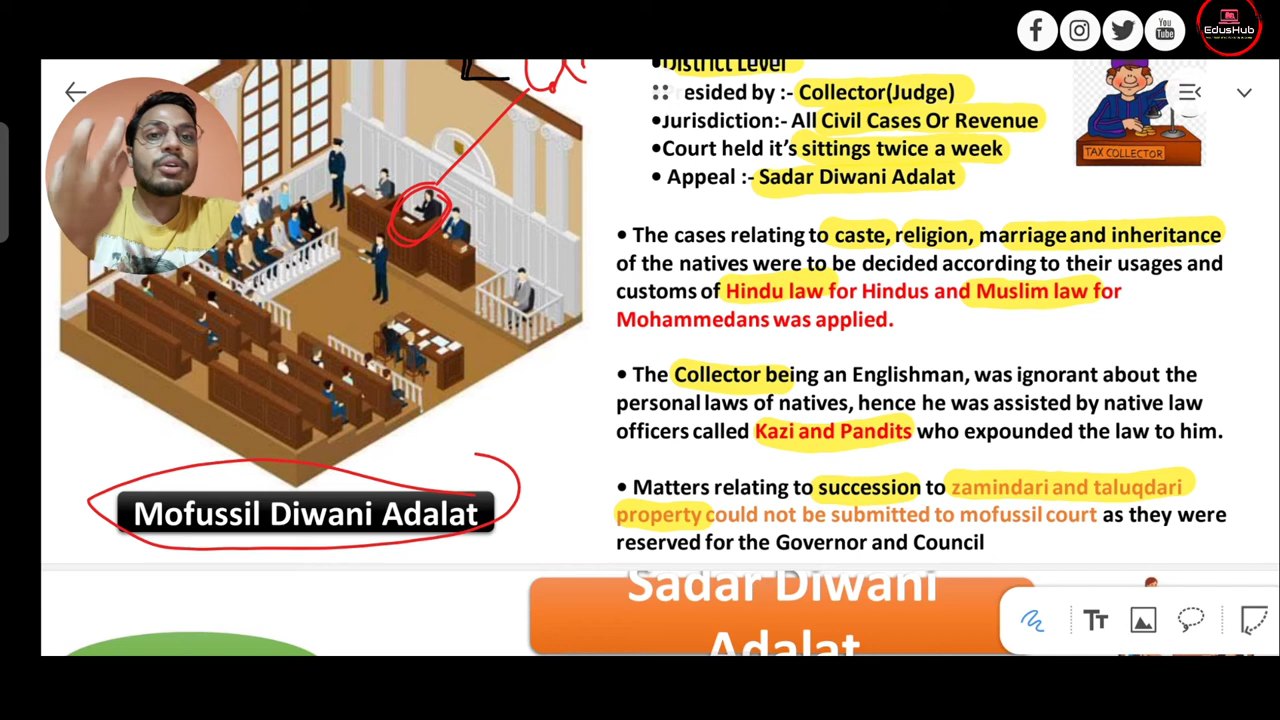 EdusHub
You
Tube
•District Level
resided by :- Collector(Judge)
•Jurisdiction:- All Civil Cases Or Revenue
•Court held it's sittings twice a week
• Appeal :- Sadar Diwani Adalat
TAX COLLECTOR
• The cases relating to caste, religion, marriage and inheritance
of the natives were to be decided according to their usages and
customs of Hindu law for Hindus and Muslim law for
Mohammedans was applied.
• The Collector being an Englishman, was ignorant about the
personal laws of natives, hence he was assisted by native law
officers called Kazi and Pandits who expounded the law to him.
• Matters relating to succession to zamindari and taluqdari
property could not be submitted to mofussil court as they were
reserved for the Governor and Council
Mofussil Diwani Adalat
Sadar Diwani
Adalat
TT